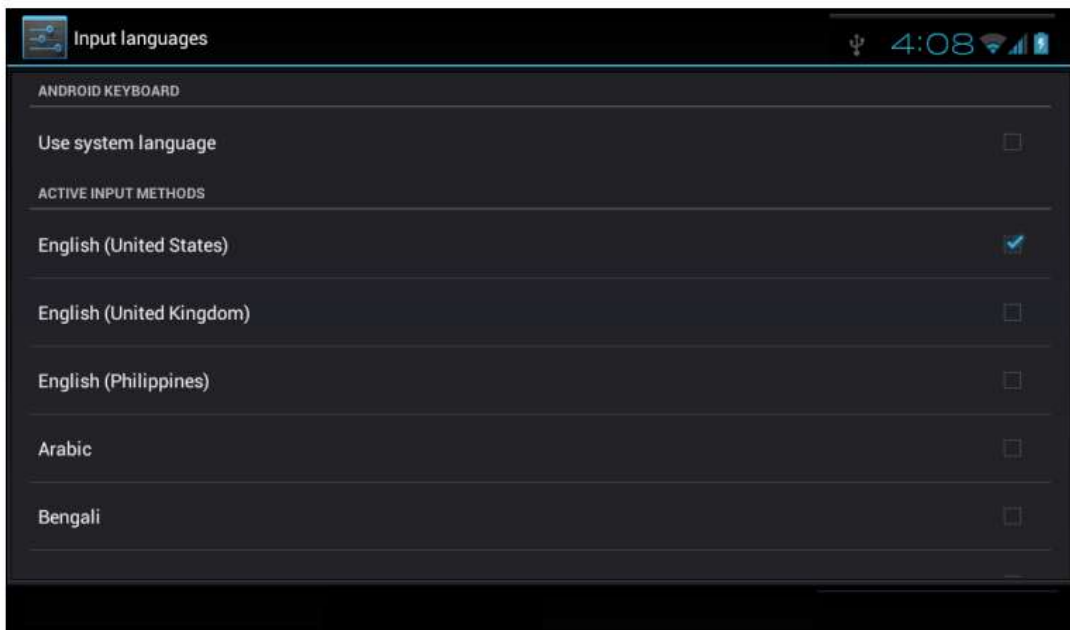 Input languages
4:08
ANDROID KEYBOARD
Use system language
ACTIVE INPUT METHODS
English (United States)
English (United Kingdom)
English (Philippines)
Arabic
Bengali